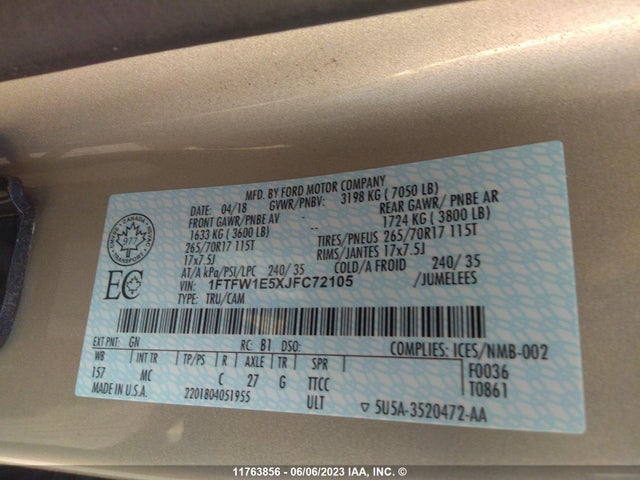 MFD. BY FORD MOTOR COMPANY
DATE: 04/18 GVWR/PNBV: 3198 KG ( 7050 LB)
FRONT GAWR/PNBE AV REAR GAWR/ PNBE AR
1633 KG ( 3600 LB) 1724 KG ( 3800 LB)
265/70R17 115T TIRES/PNEUS 265/70R17 115T
17x7.5J RIMS/JANTES 17x7.5J
AT/A kPa/PSI/LPC 240/ 35 COLD/A FROID 240/ 35
VIN: 1FTFW1E5XJFC72105 /JUMELEES
TYPE: TRU/CAM
CANADA
977
TRANSPORT
EC
EXT PNT: GN RC: B1 DSO: COMPLIES: ICES/NMB-002
WB INT TR TP/PS R AXLE TR SPR F0036
157 MC C 27 G TTCC T0861
MADE IN U.S.A. 2201804051955 ULT ▽ 5U5A-3520472-AA
11763856 - 06/06/2023 IAA, INC. ©